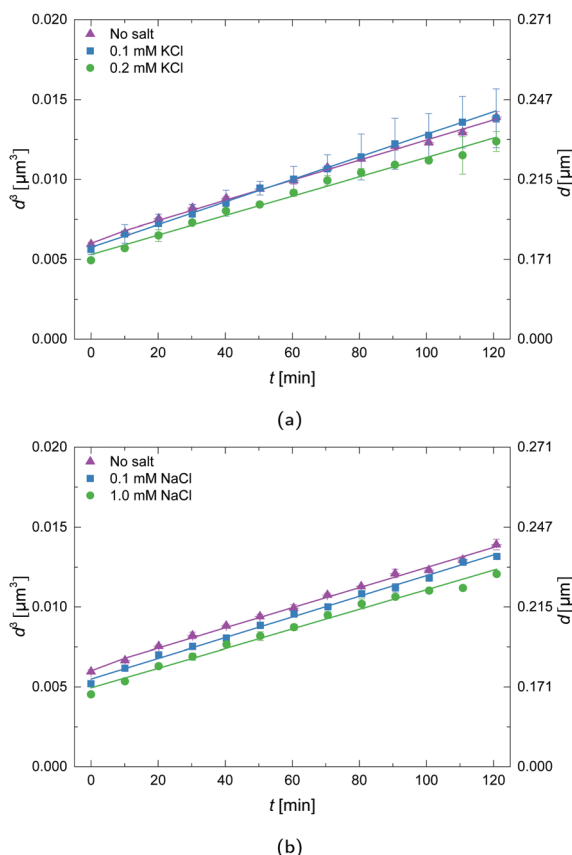 0.020
0.015
0.010
0.005
0.000
d³ [µm³]
No salt
0.1 mM KCl
0.2 mM KCl
0.271
0.247
0.215
0.171
0.000
d [µm]
0 20 40 60 80 100 120
t [min]
(a)
0.020
0.015
0.010
0.005
0.000
d³ [µm³]
No salt
0.1 mM NaCl
1.0 mM NaCl
0.271
0.247
0.215
0.171
0.000
d [µm]
0 20 40 60 80 100 120
t [min]
(b)